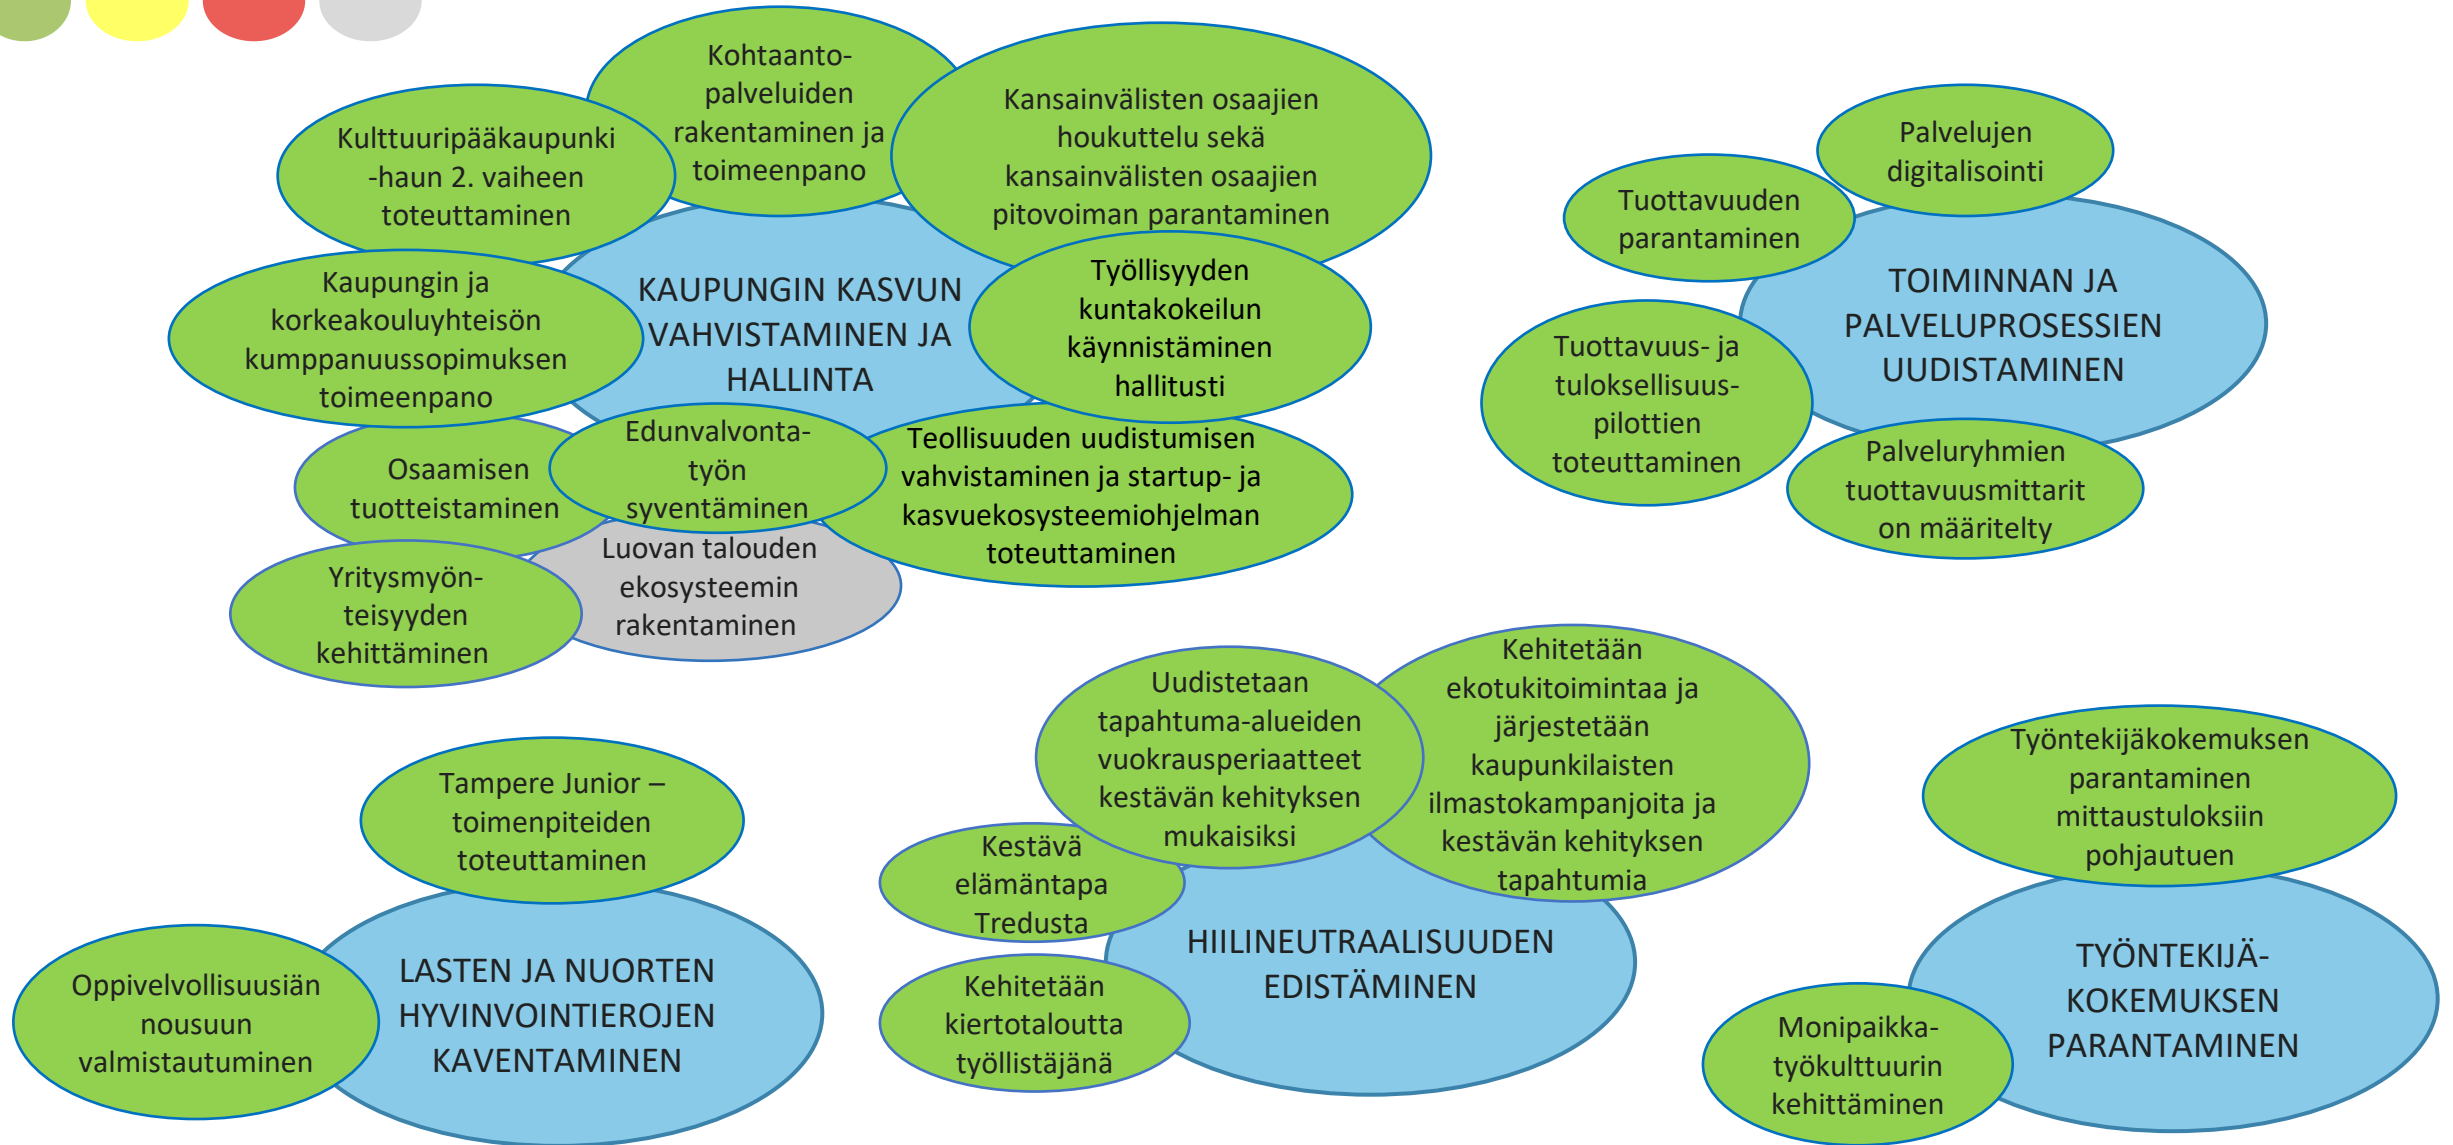 Kohtaanto-
palveluiden
rakentaminen ja
toimeenpano
Kansainvälisten osaajien
houkuttelu sekä
kansainvälisten osaajien
pitovoiman parantaminen
Kulttuuripääkaupunki
-haun 2. vaiheen
toteuttaminen
Kaupungin ja
korkeakouluyhteisön
kumppanuussopimuksen
toimeenpano
KAUPUNGIN KASVUN
VAHVISTAMINEN JA
HALLINTA
Työllisyyden
kuntakokeilun
käynnistäminen
hallitusti
Osaamisen
tuotteistaminen
Edunvalvonta-
työn
syventäminen
Teollisuuden uudistumisen
vahvistaminen ja startup- ja
kasvuekosysteemiohjelman
toteuttaminen
Yritysmyön-
teisyyden
kehittäminen
Luovan talouden
ekosysteemin
rakentaminen
Palvelujen
digitalisointi
Tuottavuuden
parantaminen
TOIMINNAN JA
PALVELUPROSESSIEN
UUDISTAMINEN
Tuottavuus- ja
tuloksellisuus-
pilottien
toteuttaminen
Palveluryhmien
tuottavuusmittarit
on määritelty
Tampere Junior –
toimenpiteiden
toteuttaminen
Oppivelvollisuusiän
nousuun
valmistautuminen
LASTEN JA NUORTEN
HYVINVOINTIEROJEN
KAVENTAMINEN
Uudistetaan
tapahtuma-alueiden
vuokrausperiaatteet
kestävän kehityksen
mukaisiksi
Kehitetään
ekotukitoimintaa ja
järjestetään
kaupunkilaisten
ilmastokampanjoita ja
kestävän kehityksen
tapahtumia
Kestävä
elämäntapa
Tredusta
HIILINEUTRAALISUUDEN
EDISTÄMINEN
Kehitetään
kiertotaloutta
työllistäjänä
Työntekijäkokemuksen
parantaminen
mittaustuloksiin
pohjautuen
TYÖNTEKIJÄ-
KOKEMUKSEN
PARANTAMINEN
Monipaikka-
työkulttuurin
kehittäminen